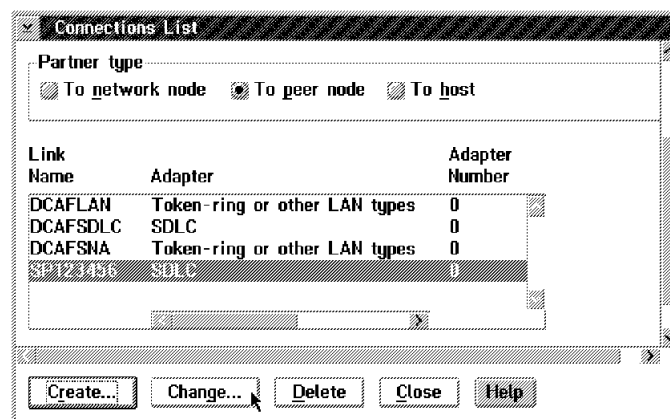 Connections List
Partner type
To network node To peer node To host
Link Adapter
Name Adapter Number
DCAFLAN Token-ring or other LAN types 0
DCAFSDLC SDLC 0
DCAFSNA Token-ring or other LAN types 0
SP123456 SDLC 0
Create... Change... Delete Close Help